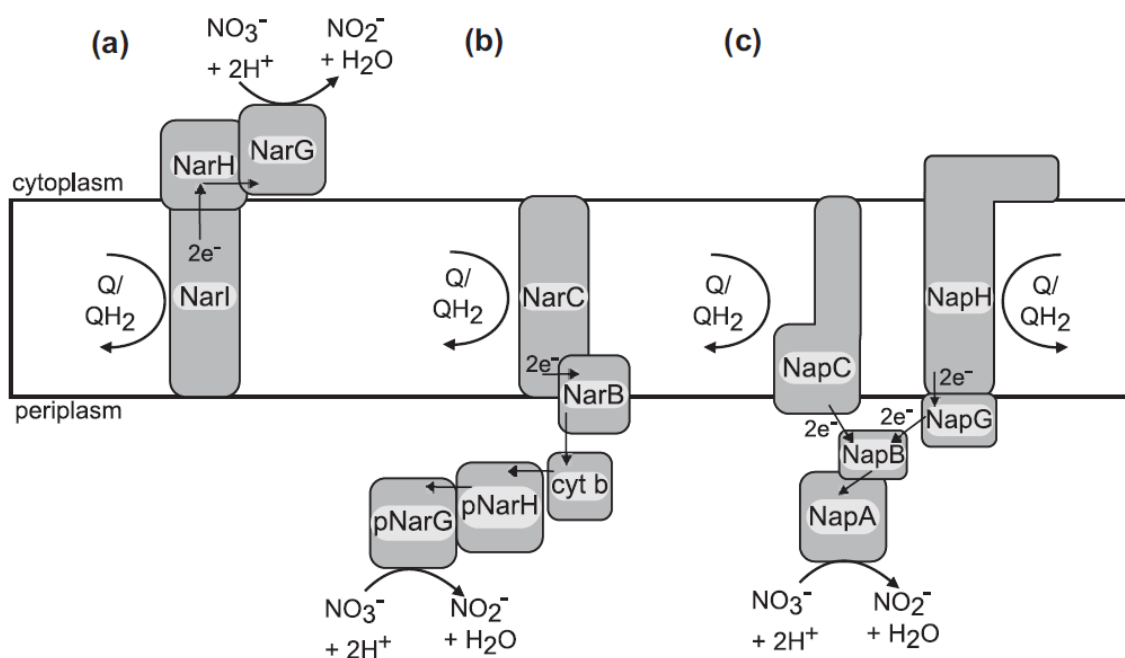 (a)
NO3-
+ 2H+
NO2-
+ H2O
(b)
(c)
NarH
NarG
cytoplasm
2e-
Q/
QH2
NarI
Q/
QH2
NarC
2e-
NarB
Q/
QH2
NapC
NapH
Q/
QH2
2e-
periplasm
NapG
2e-
2e-
NapB
cyt b
pNarH
pNarG
NapA
NO3-
+ 2H+
NO2-
+ H2O
NO3-
+ 2H+
NO2-
+ H2O